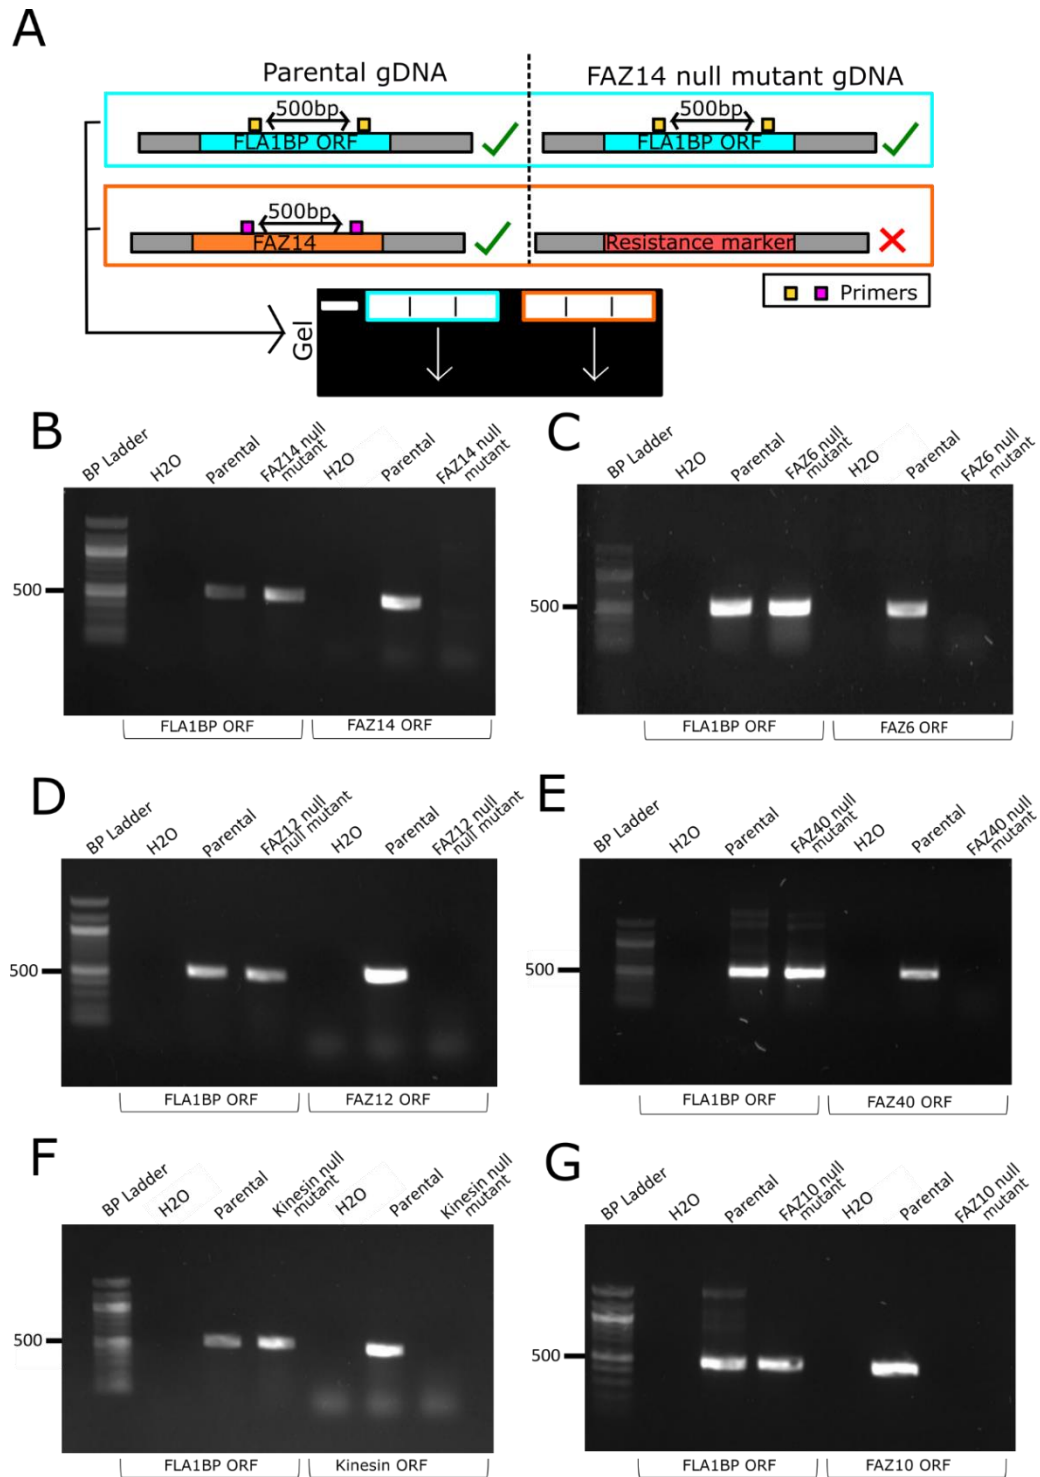 A
Parental gDNA
FAZ14 null mutant gDNA
500bp
500bp
FLA1BP ORF
FLA1BP ORF
500bp
FAZ14
Resistance marker
Primers
Gel
B
BP Ladder
H2O
Parental
FAZ14 null
mutant
H2O
Parental
FAZ14 null
mutant
500
FLA1BP ORF
FAZ14 ORF
C
BP Ladder
H2O
Parental
FAZ6 null
mutant
H2O
Parental
FAZ6 null
mutant
500
FLA1BP ORF
FAZ6 ORF
D
BP Ladder
H2O
Parental
FAZ12 null
null mutant
H2O
Parental
FAZ12 null
null mutant
500
FLA1BP ORF
FAZ12 ORF
E
BP Ladder
H2O
Parental
FAZ40 null
mutant
H2O
Parental
FAZ40 null
mutant
500
FLA1BP ORF
FAZ40 ORF
F
BP Ladder
H2O
Parental
Kinesin null
mutant
H2O
Parental
Kinesin null
mutant
500
FLA1BP ORF
Kinesin ORF
G
BP Ladder
H2O
Parental
FAZ10 null
mutant
H2O
Parental
FAZ10 null
mutant
500
FLA1BP ORF
FAZ10 ORF